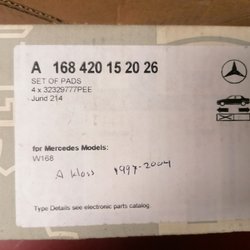 A 168 420 15 20 26
SET OF PADS
4 x 32329777PEE
Jurid 214
for Mercedes Models:
W168
A klass 1997-2004
Type Details see electronic parts catalog.